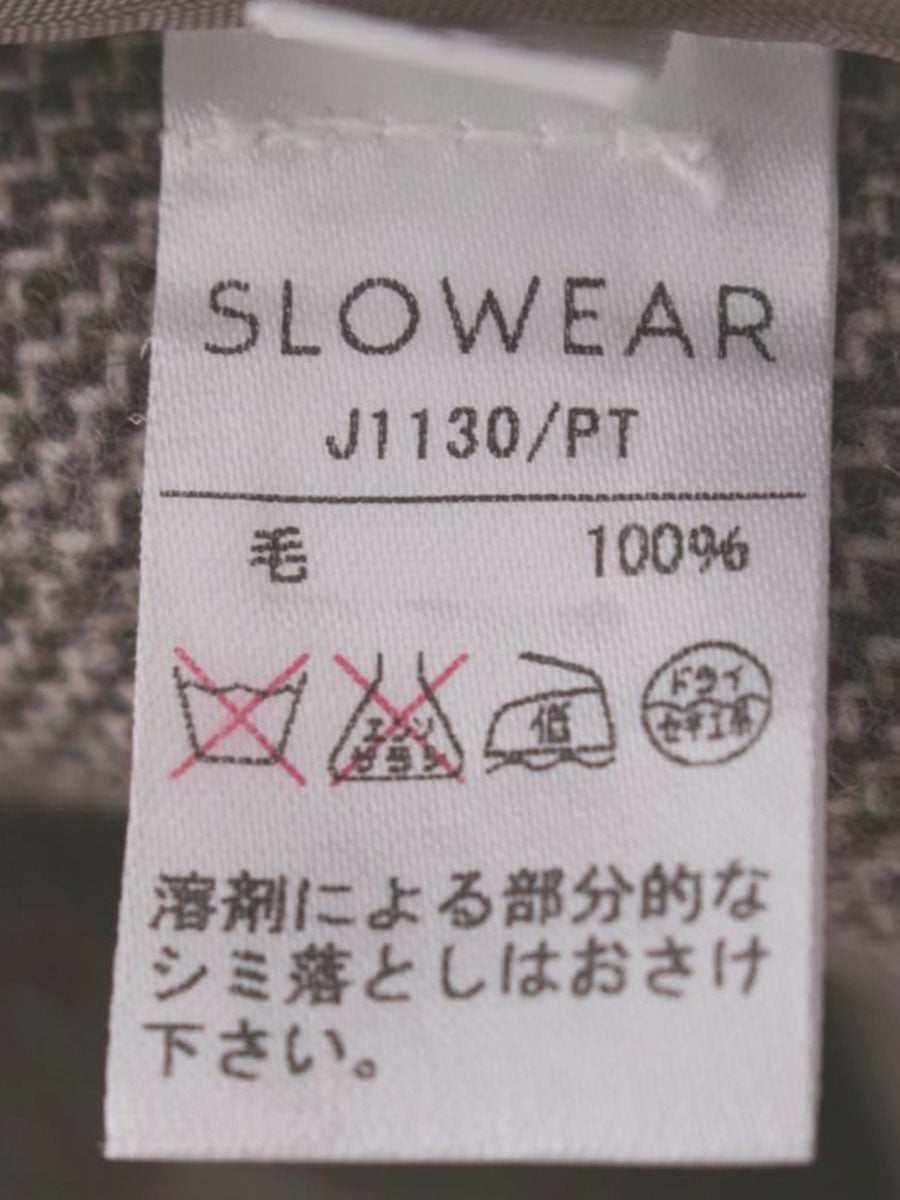 SLOWEAR
J1130/PT
毛 100%
エンソ
サラシ
低
ドライ
セキユ系
溶剤による部分的な
シミ落としはおさけ
下さい。